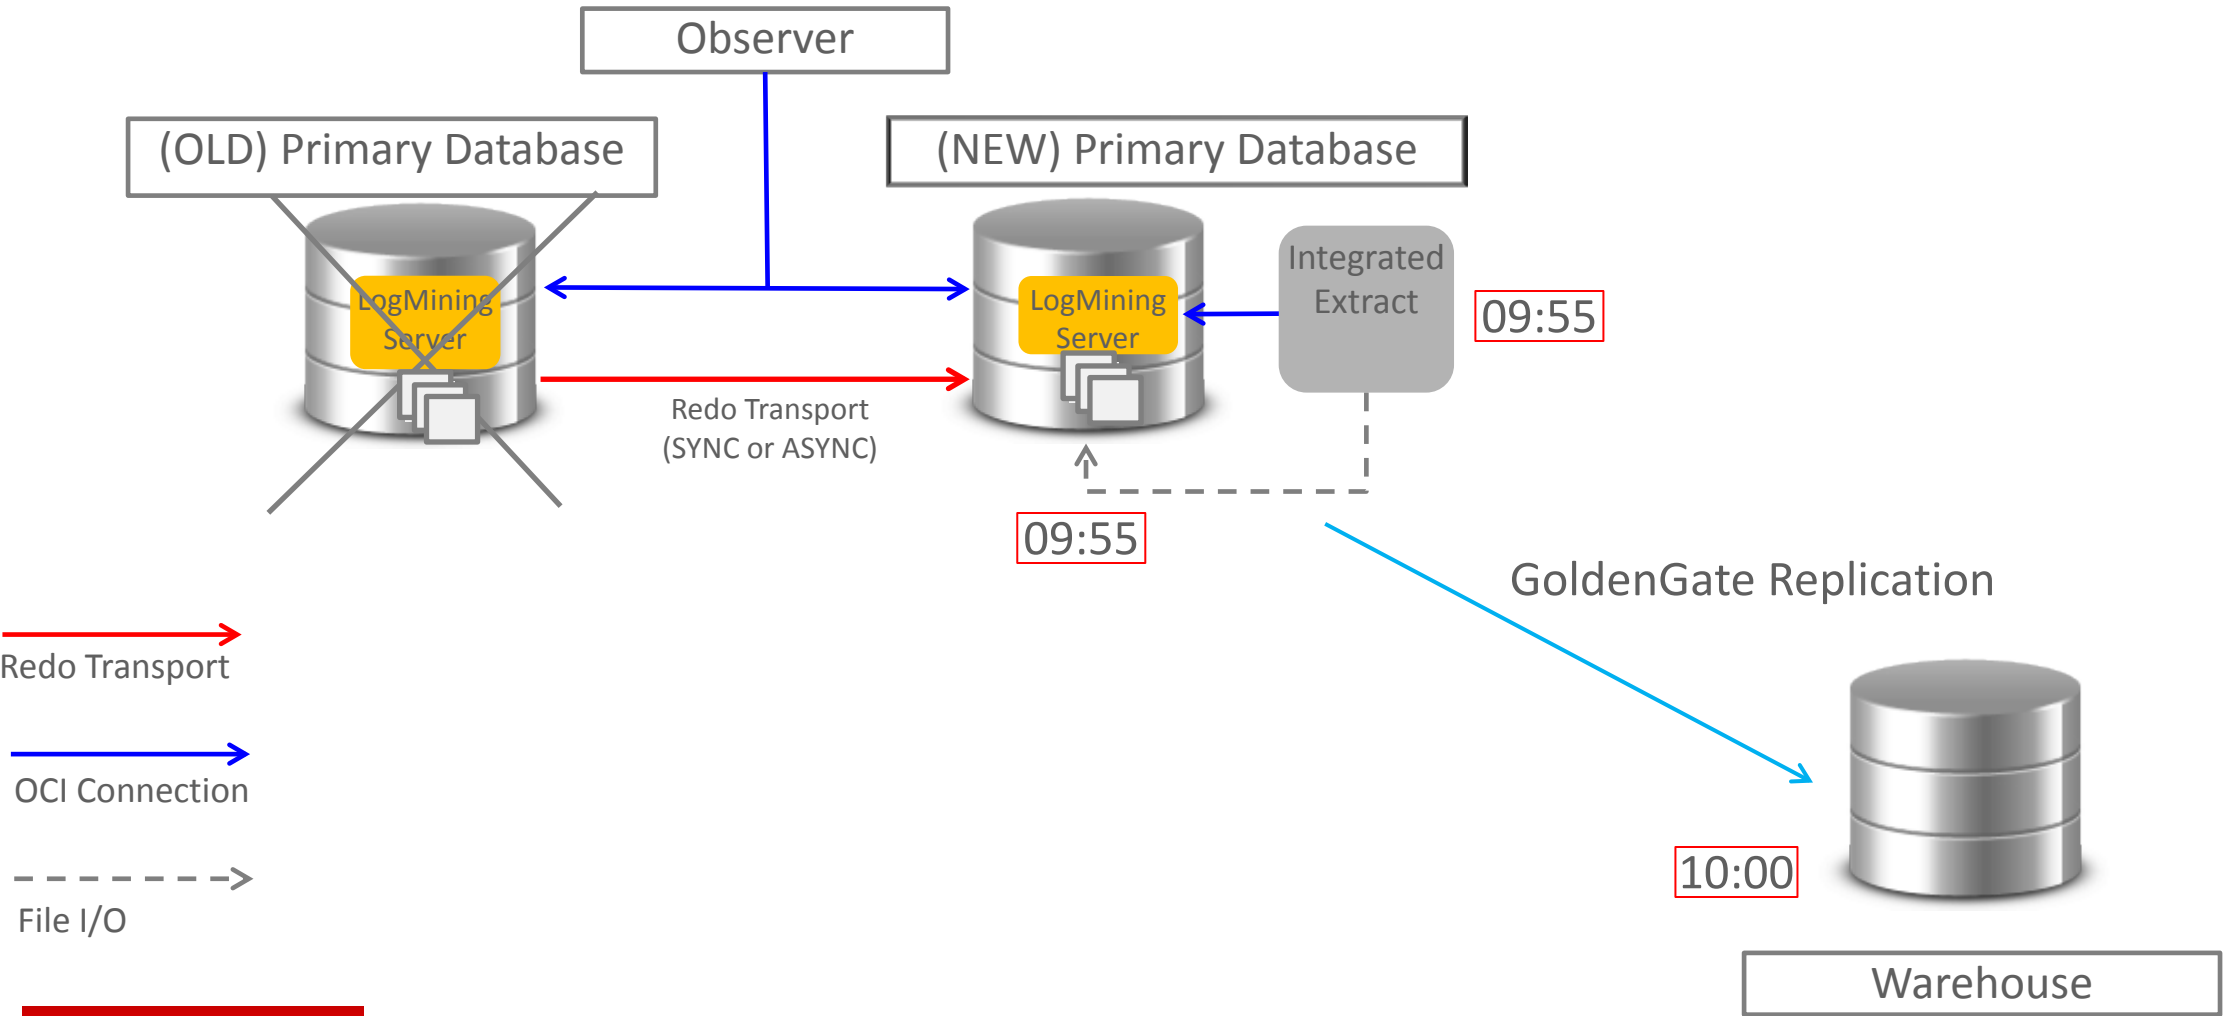 Observer
(OLD) Primary Database
(NEW) Primary Database
LogMining
Server
LogMining
Server
Integrated
Extract
09:55
Redo Transport
(SYNC or ASYNC)
09:55
GoldenGate Replication
Redo Transport
OCI Connection
10:00
File I/O
Warehouse